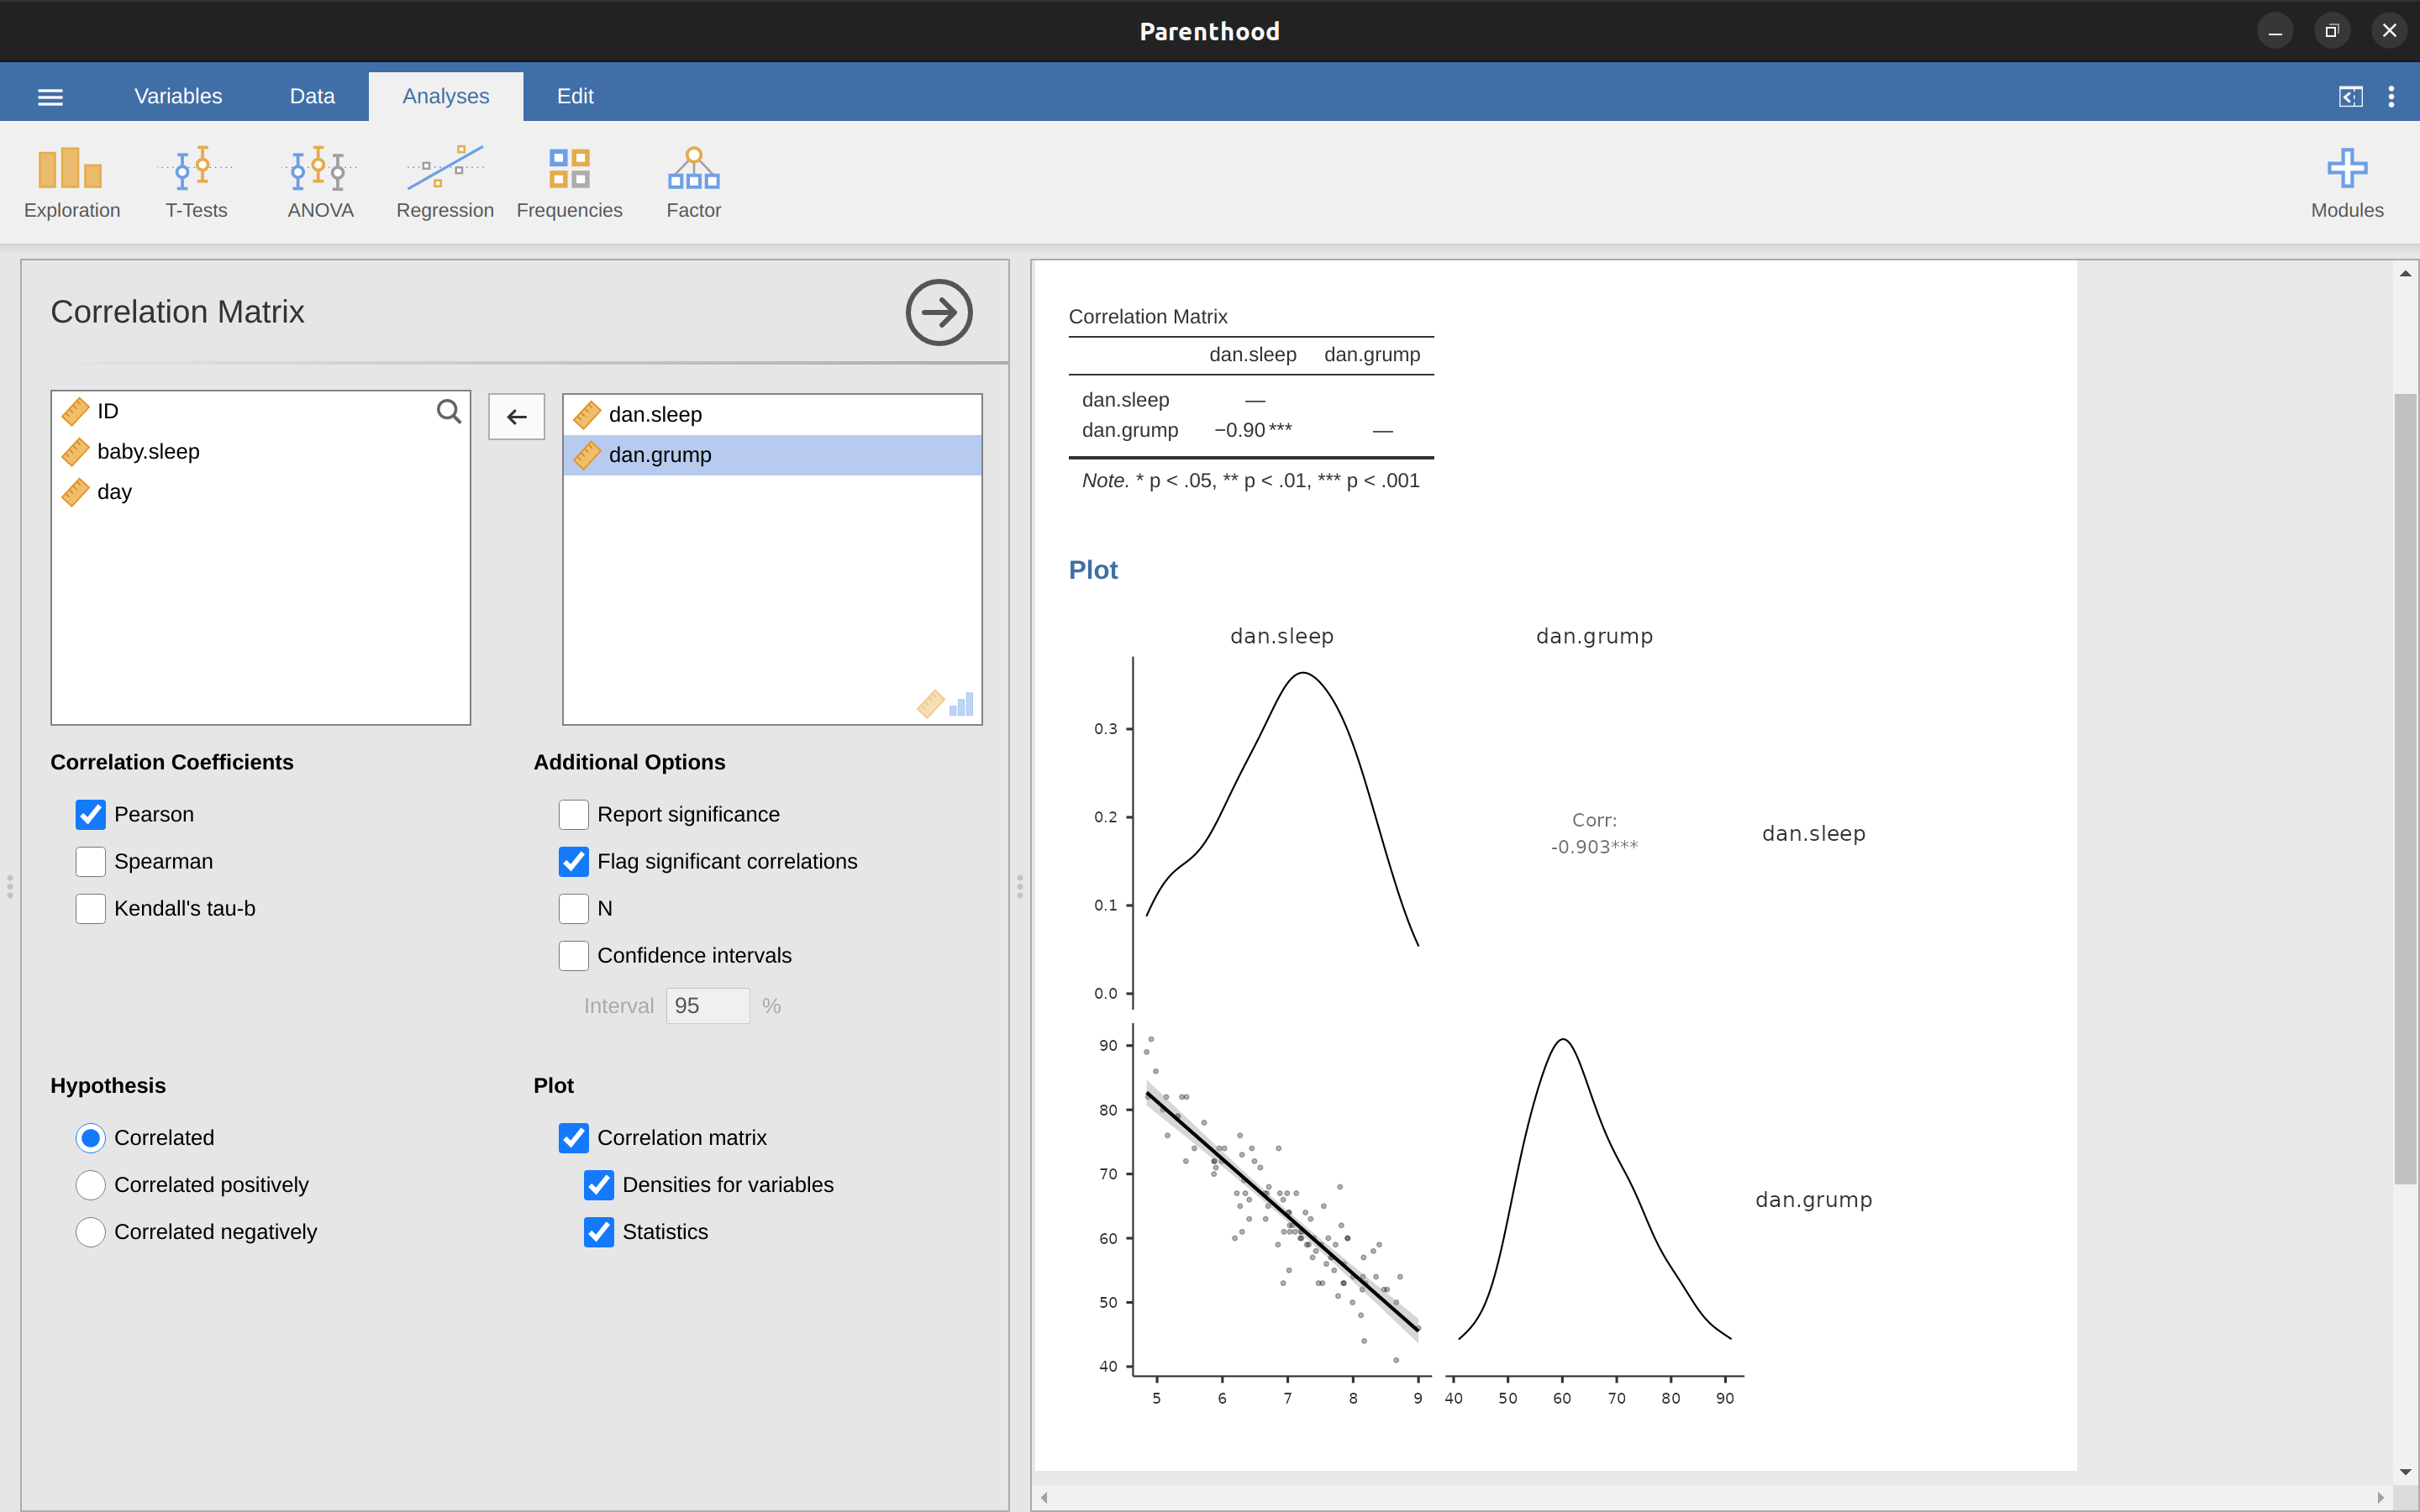 Parenthood
Variables Data Analyses Edit
Exploration T-Tests ANOVA Regression Frequencies Factor Modules
Correlation Matrix
ID
baby.sleep
day
dan.sleep
dan.grump
Correlation Coefficients
Pearson
Spearman
Kendall's tau-b
Additional Options
Report significance
Flag significant correlations
N
Confidence intervals
Interval 95 %
Hypothesis
Correlated
Correlated positively
Correlated negatively
Plot
Correlation matrix
Densities for variables
Statistics
Correlation Matrix
dan.sleep dan.grump
dan.sleep —
dan.grump −0.90 *** —
Note. * p < .05, ** p < .01, *** p < .001
Plot
dan.sleep dan.grump
0.3
0.2
0.1
0.0
Corr:
-0.903***
dan.sleep
90
80
70
60
50
40
dan.grump
5 6 7 8 9 40 50 60 70 80 90